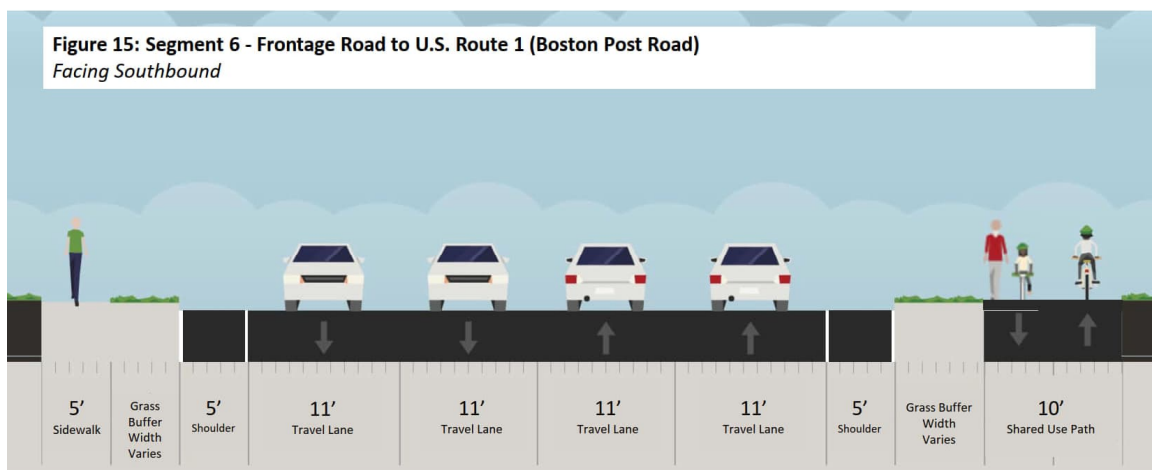 Figure 15: Segment 6 - Frontage Road to U.S. Route 1 (Boston Post Road)
Facing Southbound
5’
Sidewalk
Grass
Buffer
Width
Varies
5’
Shoulder
11’
Travel Lane
11’
Travel Lane
11’
Travel Lane
11’
Travel Lane
5’
Shoulder
Grass Buffer
Width
Varies
10’
Shared Use Path